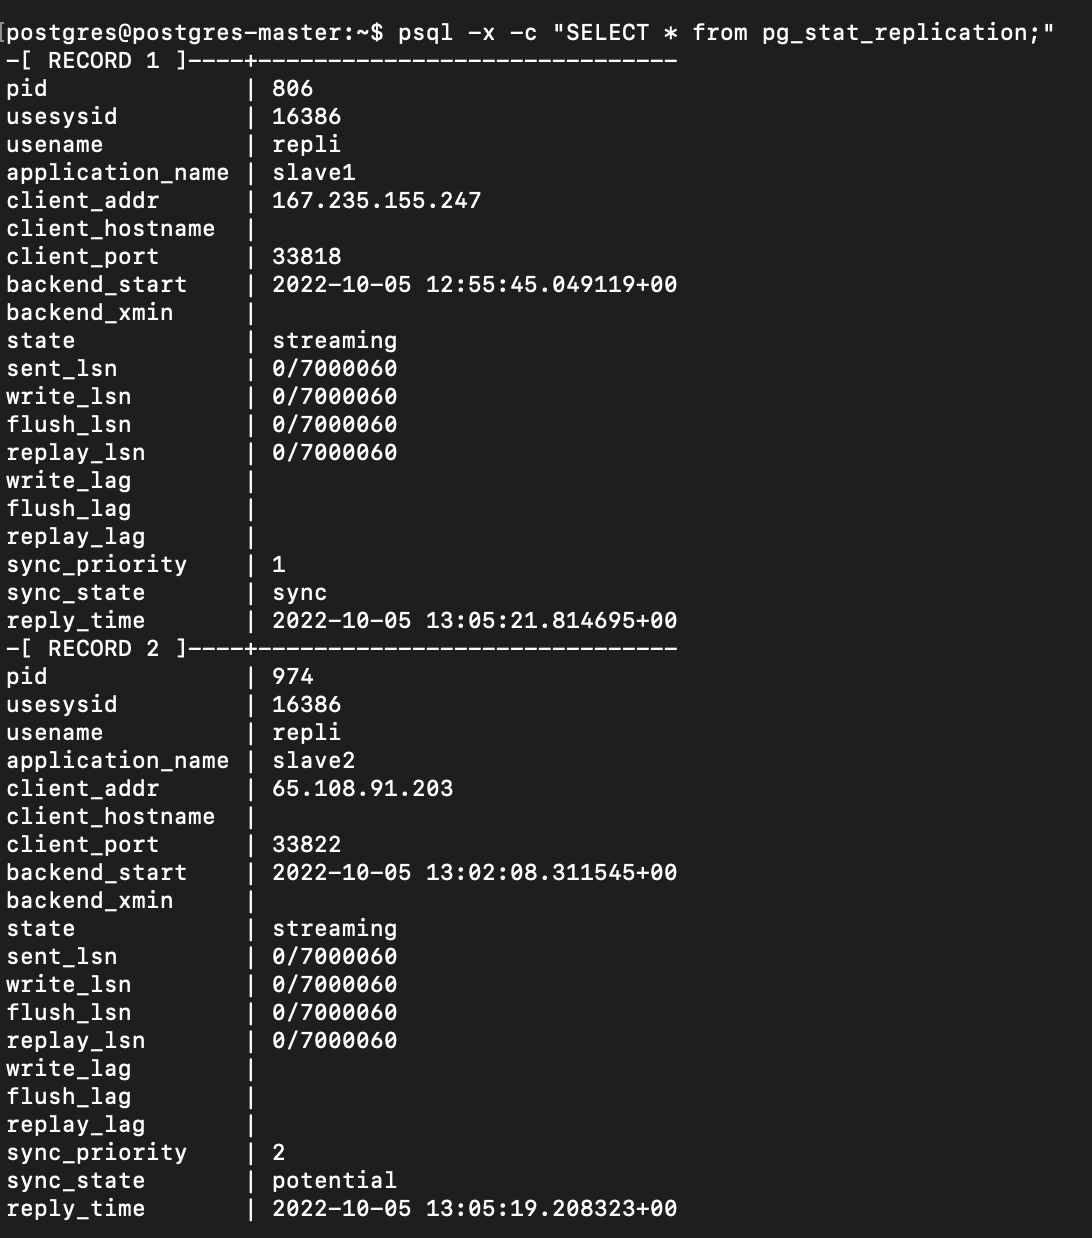 [postgres@postgres-master:~$ psql -x -c "SELECT * from pg_stat_replication;"
-[ RECORD 1 ]----+------------------------------
pid              | 806
usesysid         | 16386
usename          | repli
application_name | slave1
client_addr      | 167.235.155.247
client_hostname  |
client_port      | 33818
backend_start    | 2022-10-05 12:55:45.049119+00
backend_xmin     |
state            | streaming
sent_lsn         | 0/7000060
write_lsn        | 0/7000060
flush_lsn        | 0/7000060
replay_lsn       | 0/7000060
write_lag        |
flush_lag        |
replay_lag       |
sync_priority    | 1
sync_state       | sync
reply_time       | 2022-10-05 13:05:21.814695+00
-[ RECORD 2 ]----+------------------------------
pid              | 974
usesysid         | 16386
usename          | repli
application_name | slave2
client_addr      | 65.108.91.203
client_hostname  |
client_port      | 33822
backend_start    | 2022-10-05 13:02:08.311545+00
backend_xmin     |
state            | streaming
sent_lsn         | 0/7000060
write_lsn        | 0/7000060
flush_lsn        | 0/7000060
replay_lsn       | 0/7000060
write_lag        |
flush_lag        |
replay_lag       |
sync_priority    | 2
sync_state       | potential
reply_time       | 2022-10-05 13:05:19.208323+00